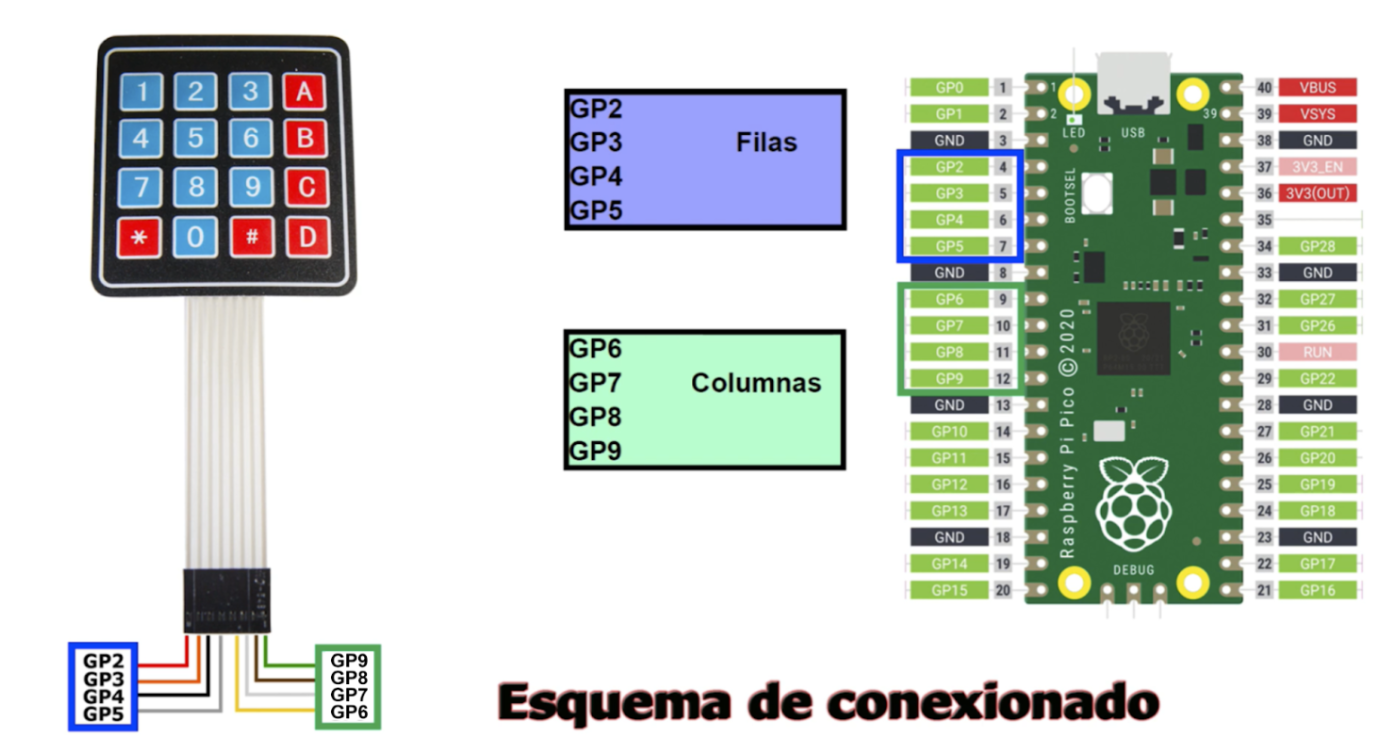 1 2 3 A
4 5 6 B
7 8 9 C
* 0 # D
GP2
GP3
GP4
GP5
GP9
GP8
GP7
GP6
GP2
GP3 Filas
GP4
GP5
GP6
GP7 Columnas
GP8
GP9
GP0 1
GP1 2
GND 3
GP2 4
GP3 5
GP4 6
GP5 7
GND 8
GP6 9
GP7 10
GP8 11
GP9 12
GND 13
GP10 14
GP11 15
GP12 16
GP13 17
GND 18
GP14 19
GP15 20
1
2
39
LED
USB
BOOTSEL
Raspberry Pi Pico © 2020
DEBUG
40 VBUS
39 VSYS
38 GND
37 3V3_EN
36 3V3(OUT)
35
34 GP28
33 GND
32 GP27
31 GP26
30 RUN
29 GP22
28 GND
27 GP21
26 GP20
25 GP19
24 GP18
23 GND
22 GP17
21 GP16
Esquema de conexionado